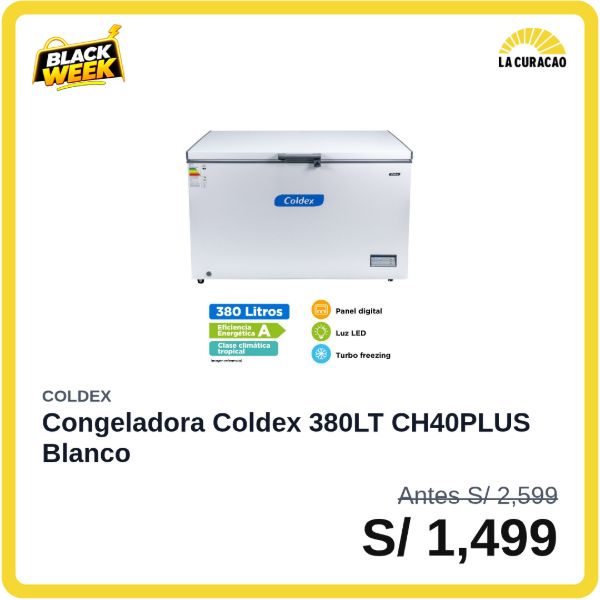 BLACK
WEEK
LA CURACAO
Coldex
380 Litros
Eficiencia
Energética A
Clase climática
tropical
Panel digital
Luz LED
Turbo freezing
COLDEX
Congeladora Coldex 380LT CH40PLUS
Blanco
Antes S/ 2,599
S/ 1,499